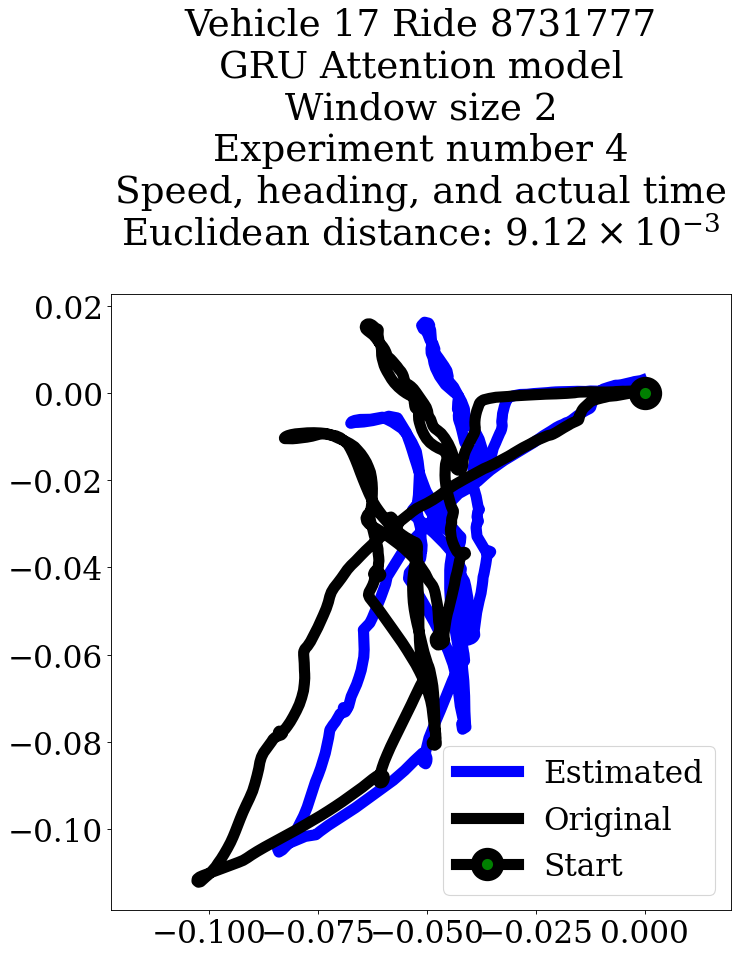 Vehicle 17 Ride 8731777
GRU Attention model
Window size 2
Experiment number 4
Speed, heading, and actual time
Euclidean distance: 9.12 × 10⁻³
0.02
0.00
−0.02
−0.04
−0.06
−0.08
−0.10
Estimated
Original
Start
−0.100 −0.075 −0.050 −0.025 0.000